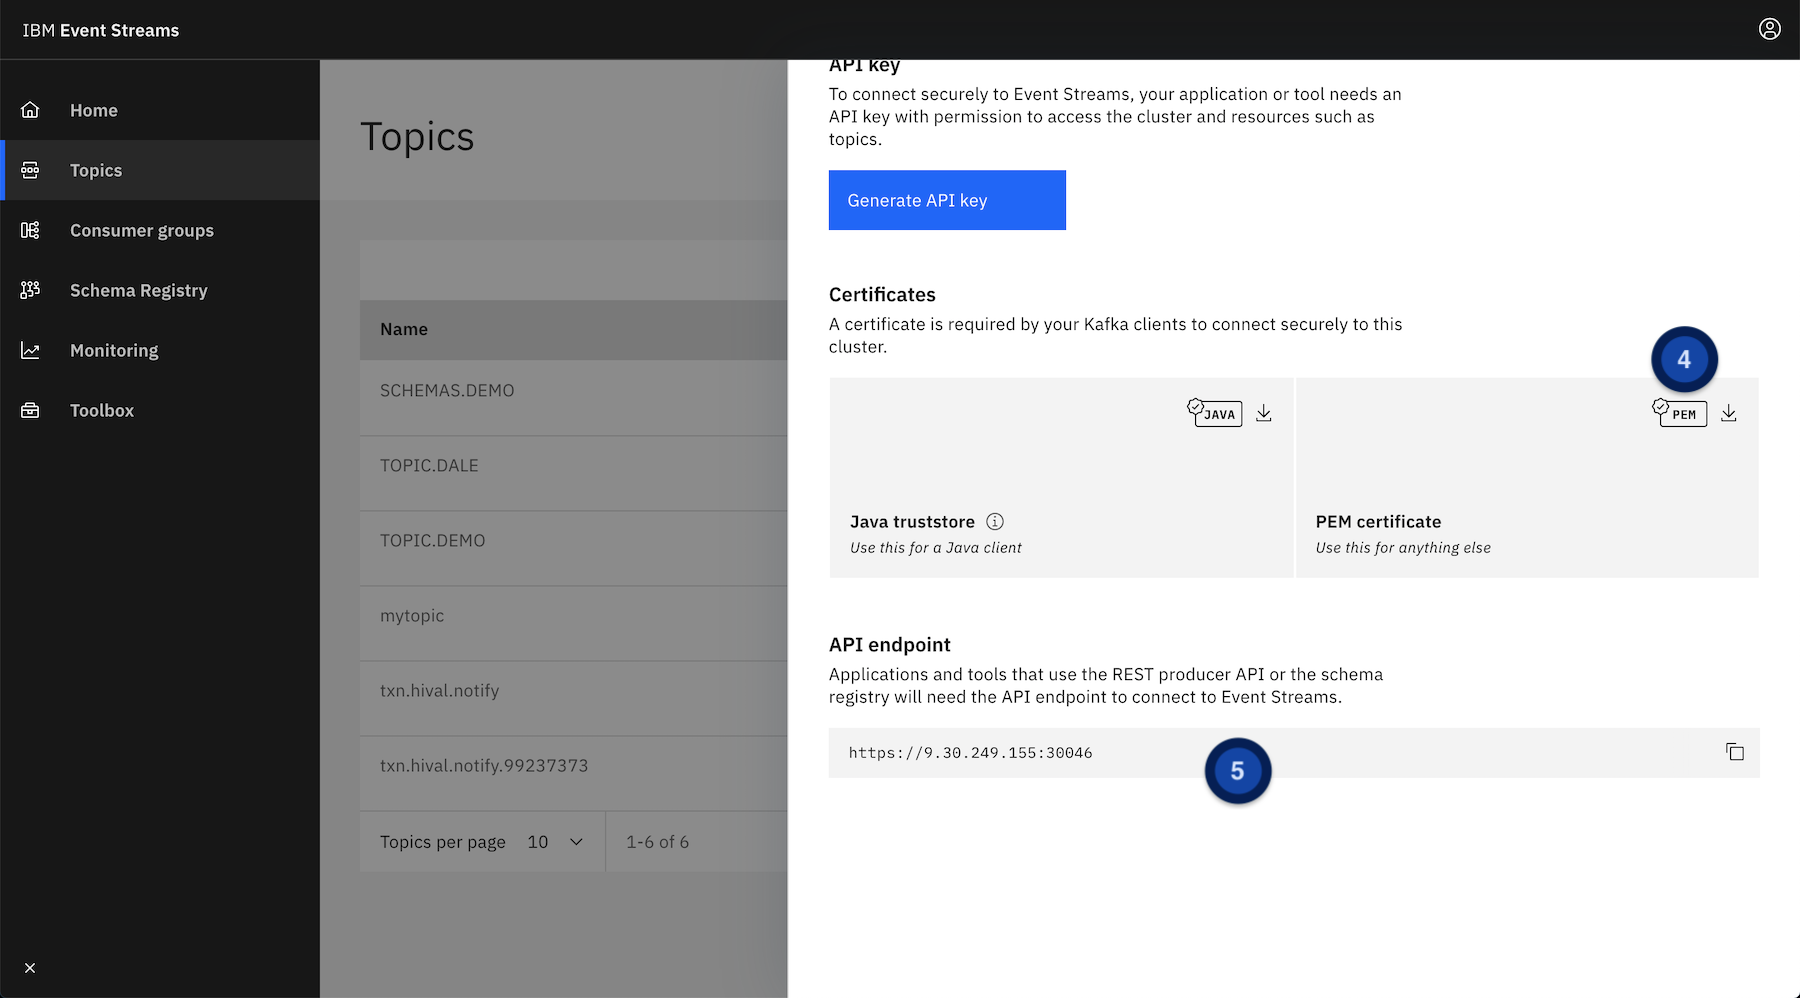 IBM Event Streams
Home
Topics
Consumer groups
Schema Registry
Monitoring
Toolbox
Topics
Name
SCHEMAS.DEMO
TOPIC.DALE
TOPIC.DEMO
mytopic
txn.hival.notify
txn.hival.notify.99237373
Topics per page 10 1-6 of 6
API key
To connect securely to Event Streams, your application or tool needs an
API key with permission to access the cluster and resources such as
topics.
Generate API key
Certificates
A certificate is required by your Kafka clients to connect securely to this
cluster.
4
JAVA
PEM
Java truststore
Use this for a Java client
PEM certificate
Use this for anything else
API endpoint
Applications and tools that use the REST producer API or the schema
registry will need the API endpoint to connect to Event Streams.
https://9.30.249.155:30046
5